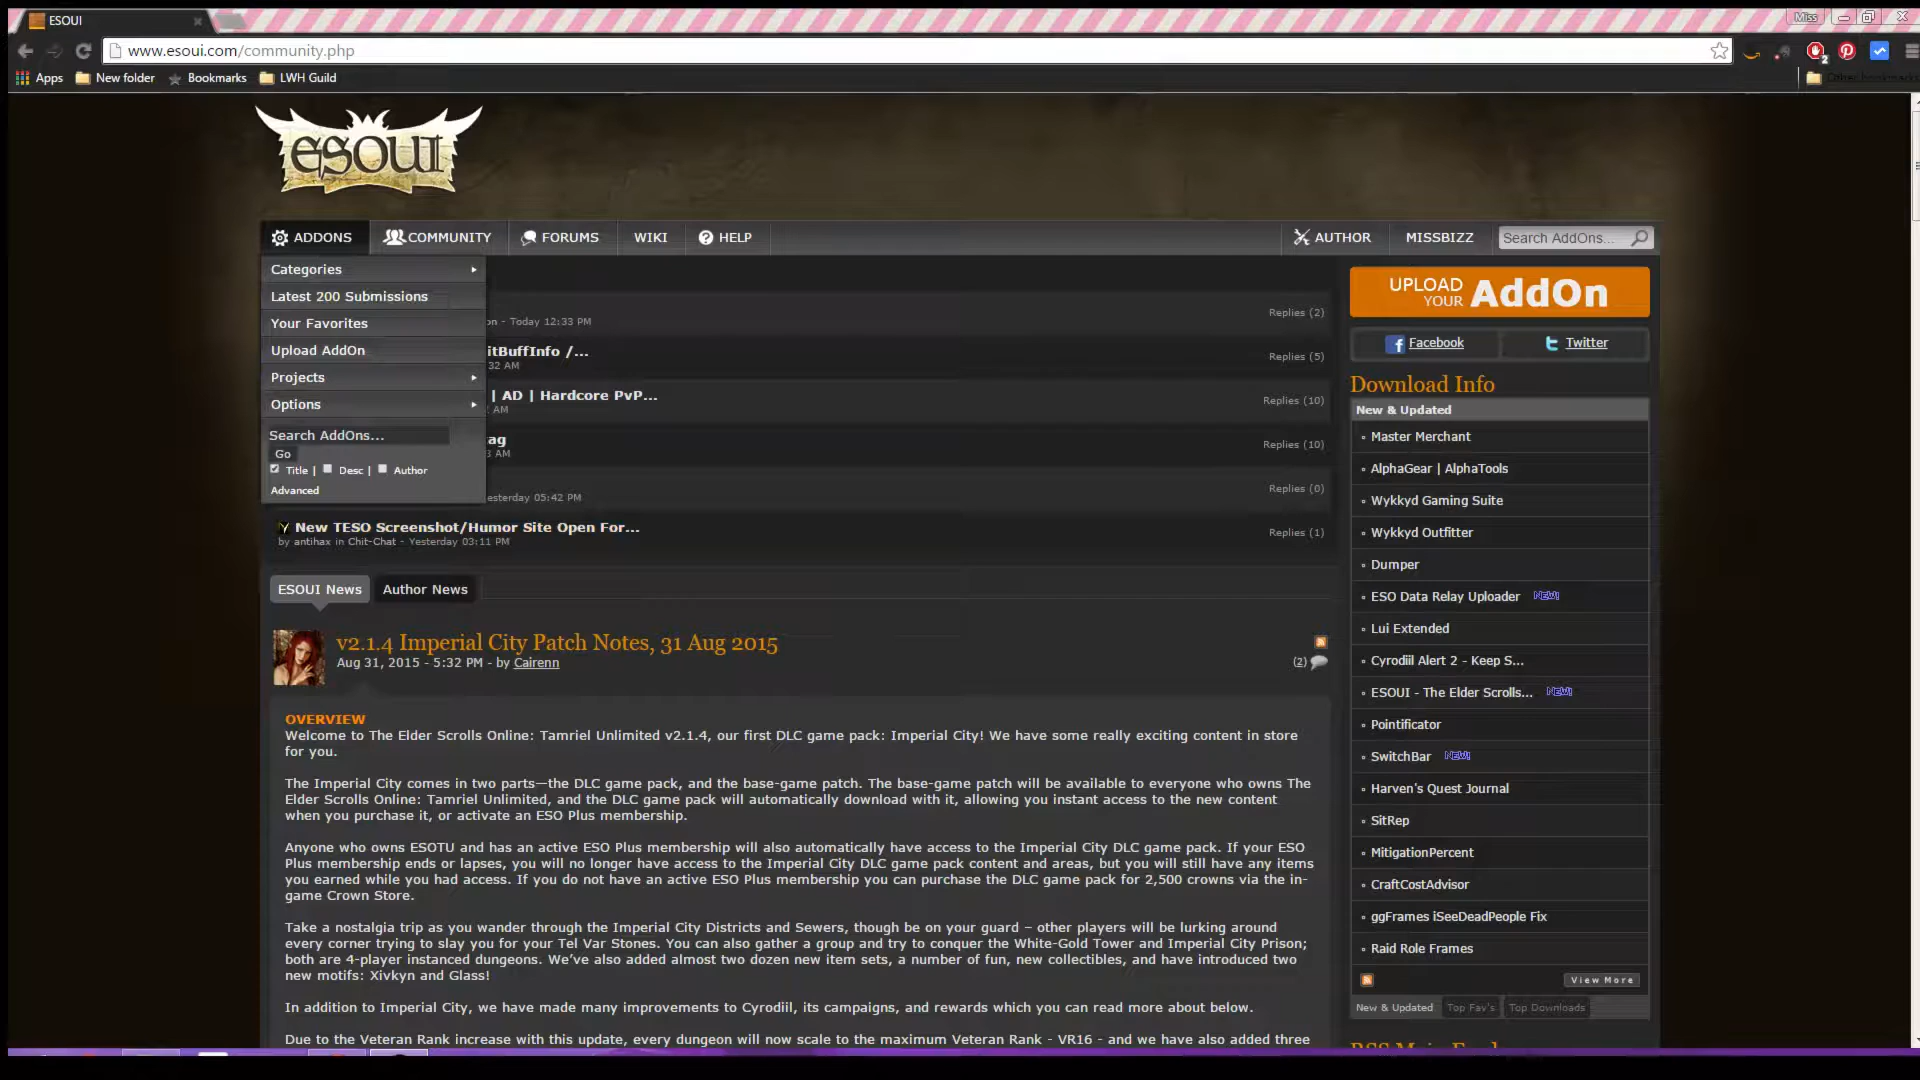 ESOUI
Miss
www.esoui.com/community.php
2
Apps
New folder
Bookmarks
LWH Guild
Other bookmarks
ESOUI
ADDONS
COMMUNITY
FORUMS
WIKI
HELP
AUTHOR
MISSBIZZ
Search AddOns...
Categories
Latest 200 Submissions
Your Favorites
Upload AddOn
Projects
Options
Search AddOns...
Go
Title | Desc | Author
Advanced
on - Today 12:33 PM
Replies (2)
itBuffInfo /...
:32 AM
Replies (5)
| AD | Hardcore PvP...
AM
Replies (10)
ag
AM
Replies (10)
esterday 05:42 PM
Replies (0)
New TESO Screenshot/Humor Site Open For...
by antihax in Chit-Chat - Yesterday 03:11 PM
Replies (1)
ESOUI News
Author News
v2.1.4 Imperial City Patch Notes, 31 Aug 2015
Aug 31, 2015 - 5:32 PM - by Cairenn
(2)
OVERVIEW
Welcome to The Elder Scrolls Online: Tamriel Unlimited v2.1.4, our first DLC game pack: Imperial City! We have some really exciting content in store
for you.
The Imperial City comes in two parts—the DLC game pack, and the base-game patch. The base-game patch will be available to everyone who owns The
Elder Scrolls Online: Tamriel Unlimited, and the DLC game pack will automatically download with it, allowing you instant access to the new content
when you purchase it, or activate an ESO Plus membership.
Anyone who owns ESOTU and has an active ESO Plus membership will also automatically have access to the Imperial City DLC game pack. If your ESO
Plus membership ends or lapses, you will no longer have access to the Imperial City DLC game pack content and areas, but you will still have any items
you earned while you had access. If you do not have an active ESO Plus membership you can purchase the DLC game pack for 2,500 crowns via the in-
game Crown Store.
Take a nostalgia trip as you wander through the Imperial City Districts and Sewers, though be on your guard – other players will be lurking around
every corner trying to slay you for your Tel Var Stones. You can also gather a group and try to conquer the White-Gold Tower and Imperial City Prison;
both are 4-player instanced dungeons. We've also added almost two dozen new item sets, a number of fun, new collectibles, and have introduced two
new motifs: Xivkyn and Glass!
In addition to Imperial City, we have made many improvements to Cyrodiil, its campaigns, and rewards which you can read more about below.
Due to the Veteran Rank increase with this update, every dungeon will now scale to the maximum Veteran Rank - VR16 - and we have also added three
UPLOAD YOUR AddOn
Facebook
Twitter
Download Info
New & Updated
Master Merchant
AlphaGear | AlphaTools
Wykkyd Gaming Suite
Wykkyd Outfitter
Dumper
ESO Data Relay Uploader NEW!
Lui Extended
Cyrodiil Alert 2 - Keep S...
ESOUI - The Elder Scrolls... NEW!
Pointificator
SwitchBar NEW!
Harven's Quest Journal
SitRep
MitigationPercent
CraftCostAdvisor
ggFrames iSeeDeadPeople Fix
Raid Role Frames
View More
New & Updated
Top Fav's
Top Downloads